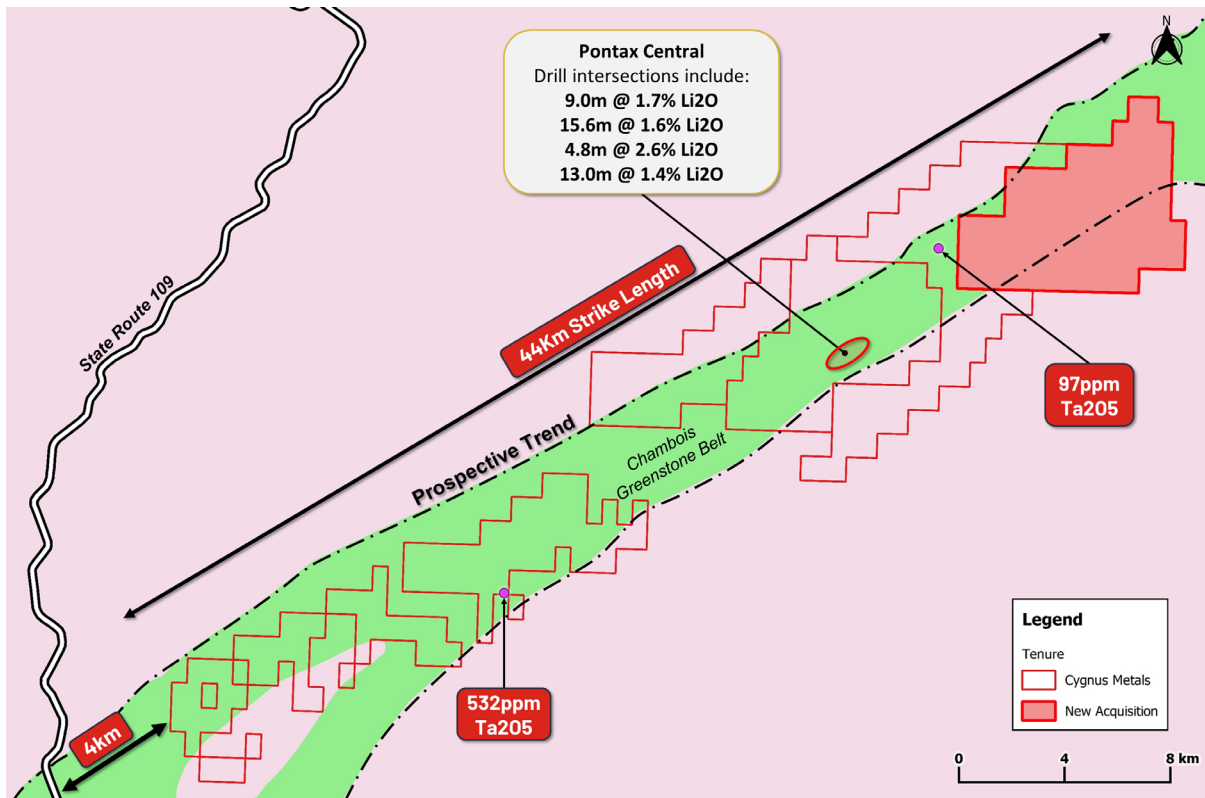 N
Pontax Central
Drill intersections include:
9.0m @ 1.7% Li2O
15.6m @ 1.6% Li2O
4.8m @ 2.6% Li2O
13.0m @ 1.4% Li2O
State Route 109
44Km Strike Length
97ppm
Ta2O5
Prospective Trend
Chambois
Greenstone Belt
532ppm
Ta2O5
4km
Legend
Tenure
Cygnus Metals
New Acquisition
0 4 8 km